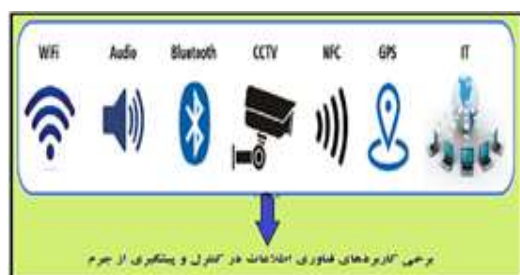 WiFi Audio Bluetooth CCTV NFC GPS IT
برخی کاربردهای فناوری اطلاعات در کنترل و پیشگیری از جرم